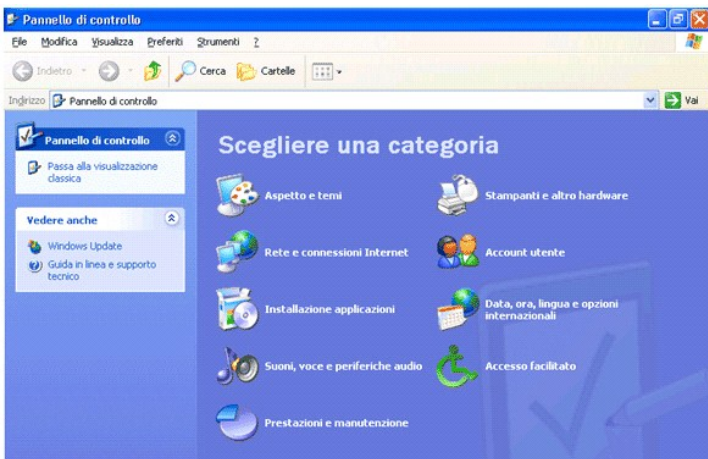 Pannello di controllo
File Modifica Visualizza Preferiti Strumenti ?
Indietro Cerca Cartelle
Indirizzo Pannello di controllo Vai
Pannello di controllo
Passa alla visualizzazione
classica
Vedere anche
Windows Update
Guida in linea e supporto
tecnico
Scegliere una categoria
Aspetto e temi
Stampanti e altro hardware
Rete e connessioni Internet
Account utente
Installazione applicazioni
Data, ora, lingua e opzioni
internazionali
Suoni, voce e periferiche audio
Accesso facilitato
Prestazioni e manutenzione